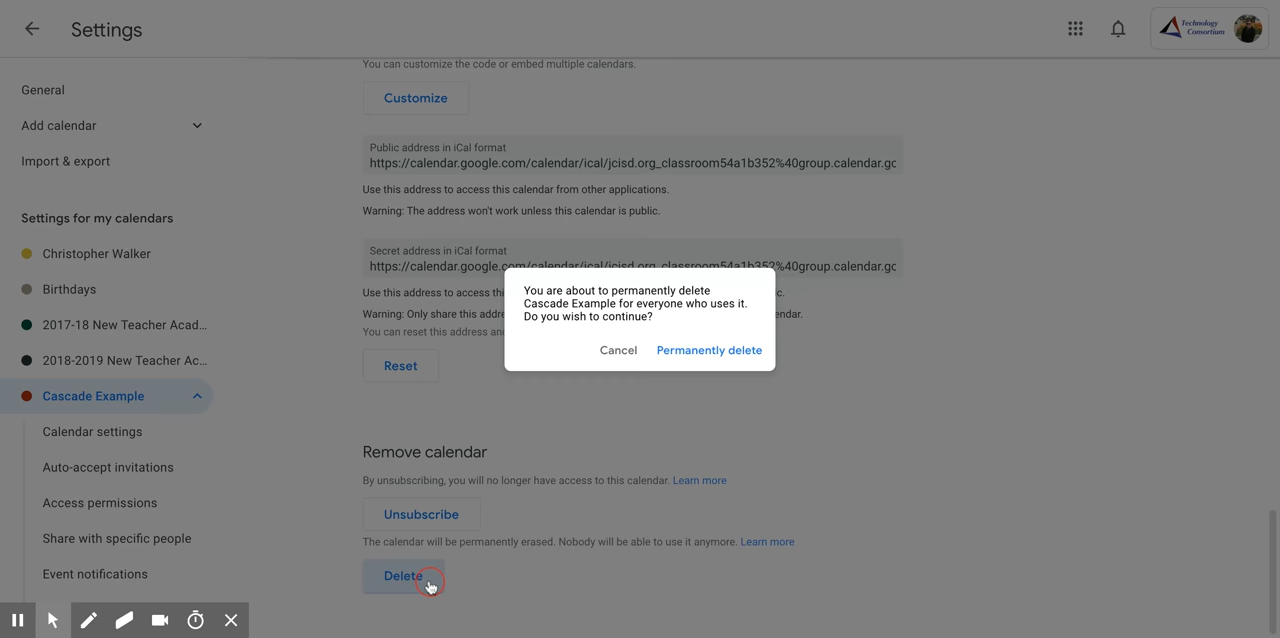 Settings
Technology
Consortium
General
Add calendar
Import & export
Settings for my calendars
Christopher Walker
Birthdays
2017-18 New Teacher Acad...
2018-2019 New Teacher Ac...
Cascade Example
Calendar settings
Auto-accept invitations
Access permissions
Share with specific people
Event notifications
You can customize the code or embed multiple calendars.
Customize
Public address in iCal format
https://calendar.google.com/calendar/ical/jcisd.org_classroom54a1b352%40group.calendar.gc
Use this address to access this calendar from other applications.
Warning: The address won't work unless this calendar is public.
Secret address in iCal format
https://calendar.google.com/calendar/ical/jcisd.org_classroom54a1b352%40group.calendar.gc
Use this address to access
Warning: Only share this
You can reset this address
Reset
You are about to permanently delete
Cascade Example for everyone who uses it.
Do you wish to continue?
Cancel Permanently delete
Remove calendar
By unsubscribing, you will no longer have access to this calendar. Learn more
Unsubscribe
The calendar will be permanently erased. Nobody will be able to use it anymore. Learn more
Delete